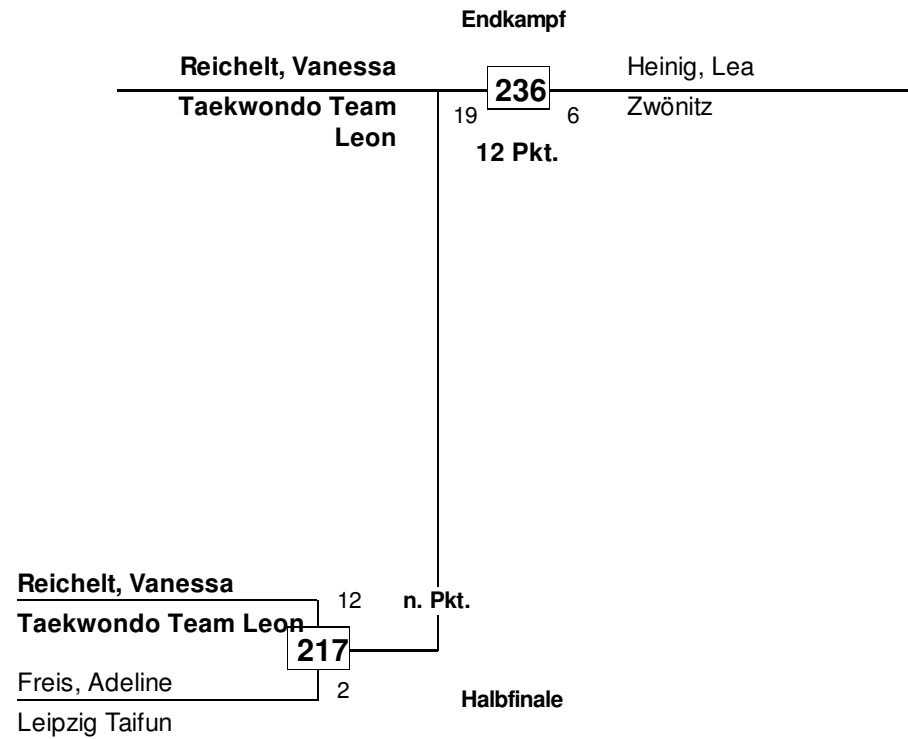 Endkampf
Reichelt, Vanessa
236
Heinig, Lea
Taekwondo Team
Leon
19
6
Zwönitz
12 Pkt.
Reichelt, Vanessa
12
n. Pkt.
Taekwondo Team Leon
217
Freis, Adeline
2
Halbfinale
Leipzig Taifun